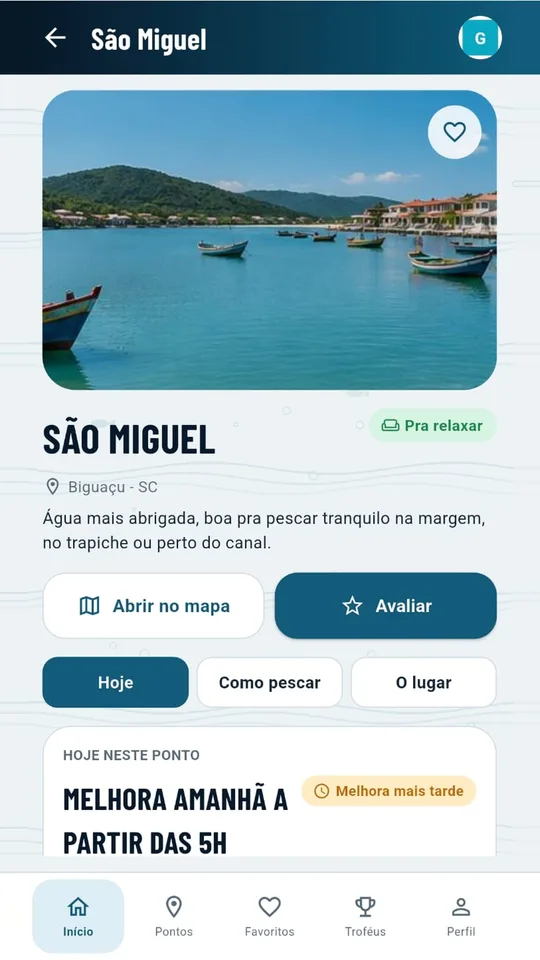 São Miguel
G
SÃO MIGUEL
Pra relaxar
Biguaçu - SC
Água mais abrigada, boa pra pescar tranquilo na margem,
no trapiche ou perto do canal.
Abrir no mapa
Avaliar
Hoje
Como pescar
O lugar
HOJE NESTE PONTO
MELHORA AMANHÃ A
PARTIR DAS 5H
Melhora mais tarde
Início
Pontos
Favoritos
Troféus
Perfil